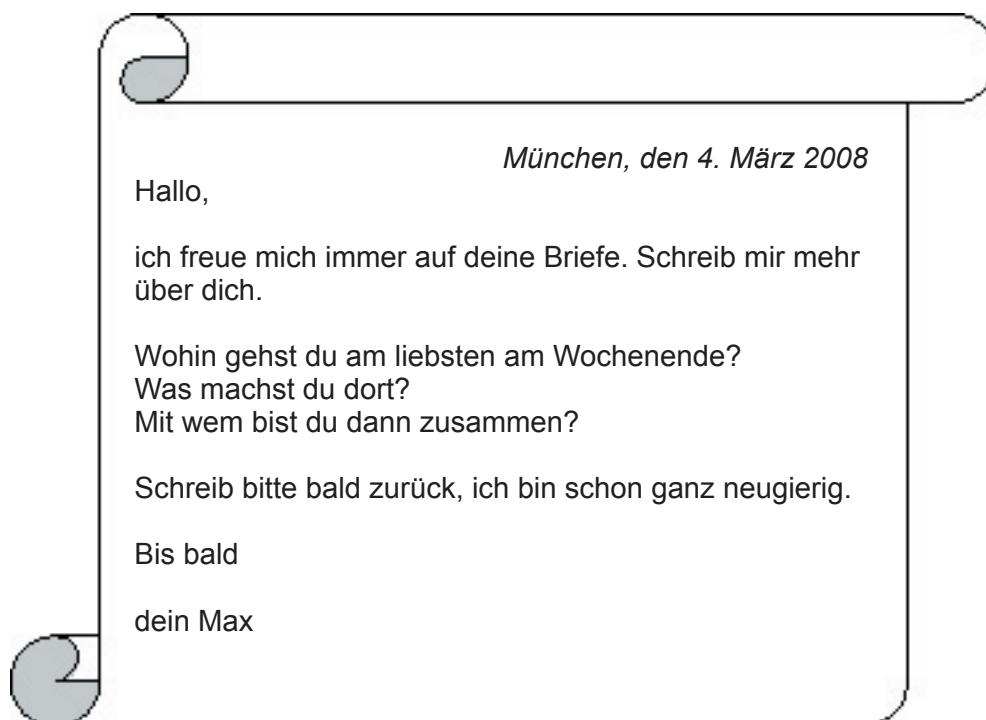 München, den 4. März 2008
Hallo,
ich freue mich immer auf deine Briefe. Schreib mir mehr
über dich.
Wohin gehst du am liebsten am Wochenende?
Was machst du dort?
Mit wem bist du dann zusammen?
Schreib bitte bald zurück, ich bin schon ganz neugierig.
Bis bald
dein Max